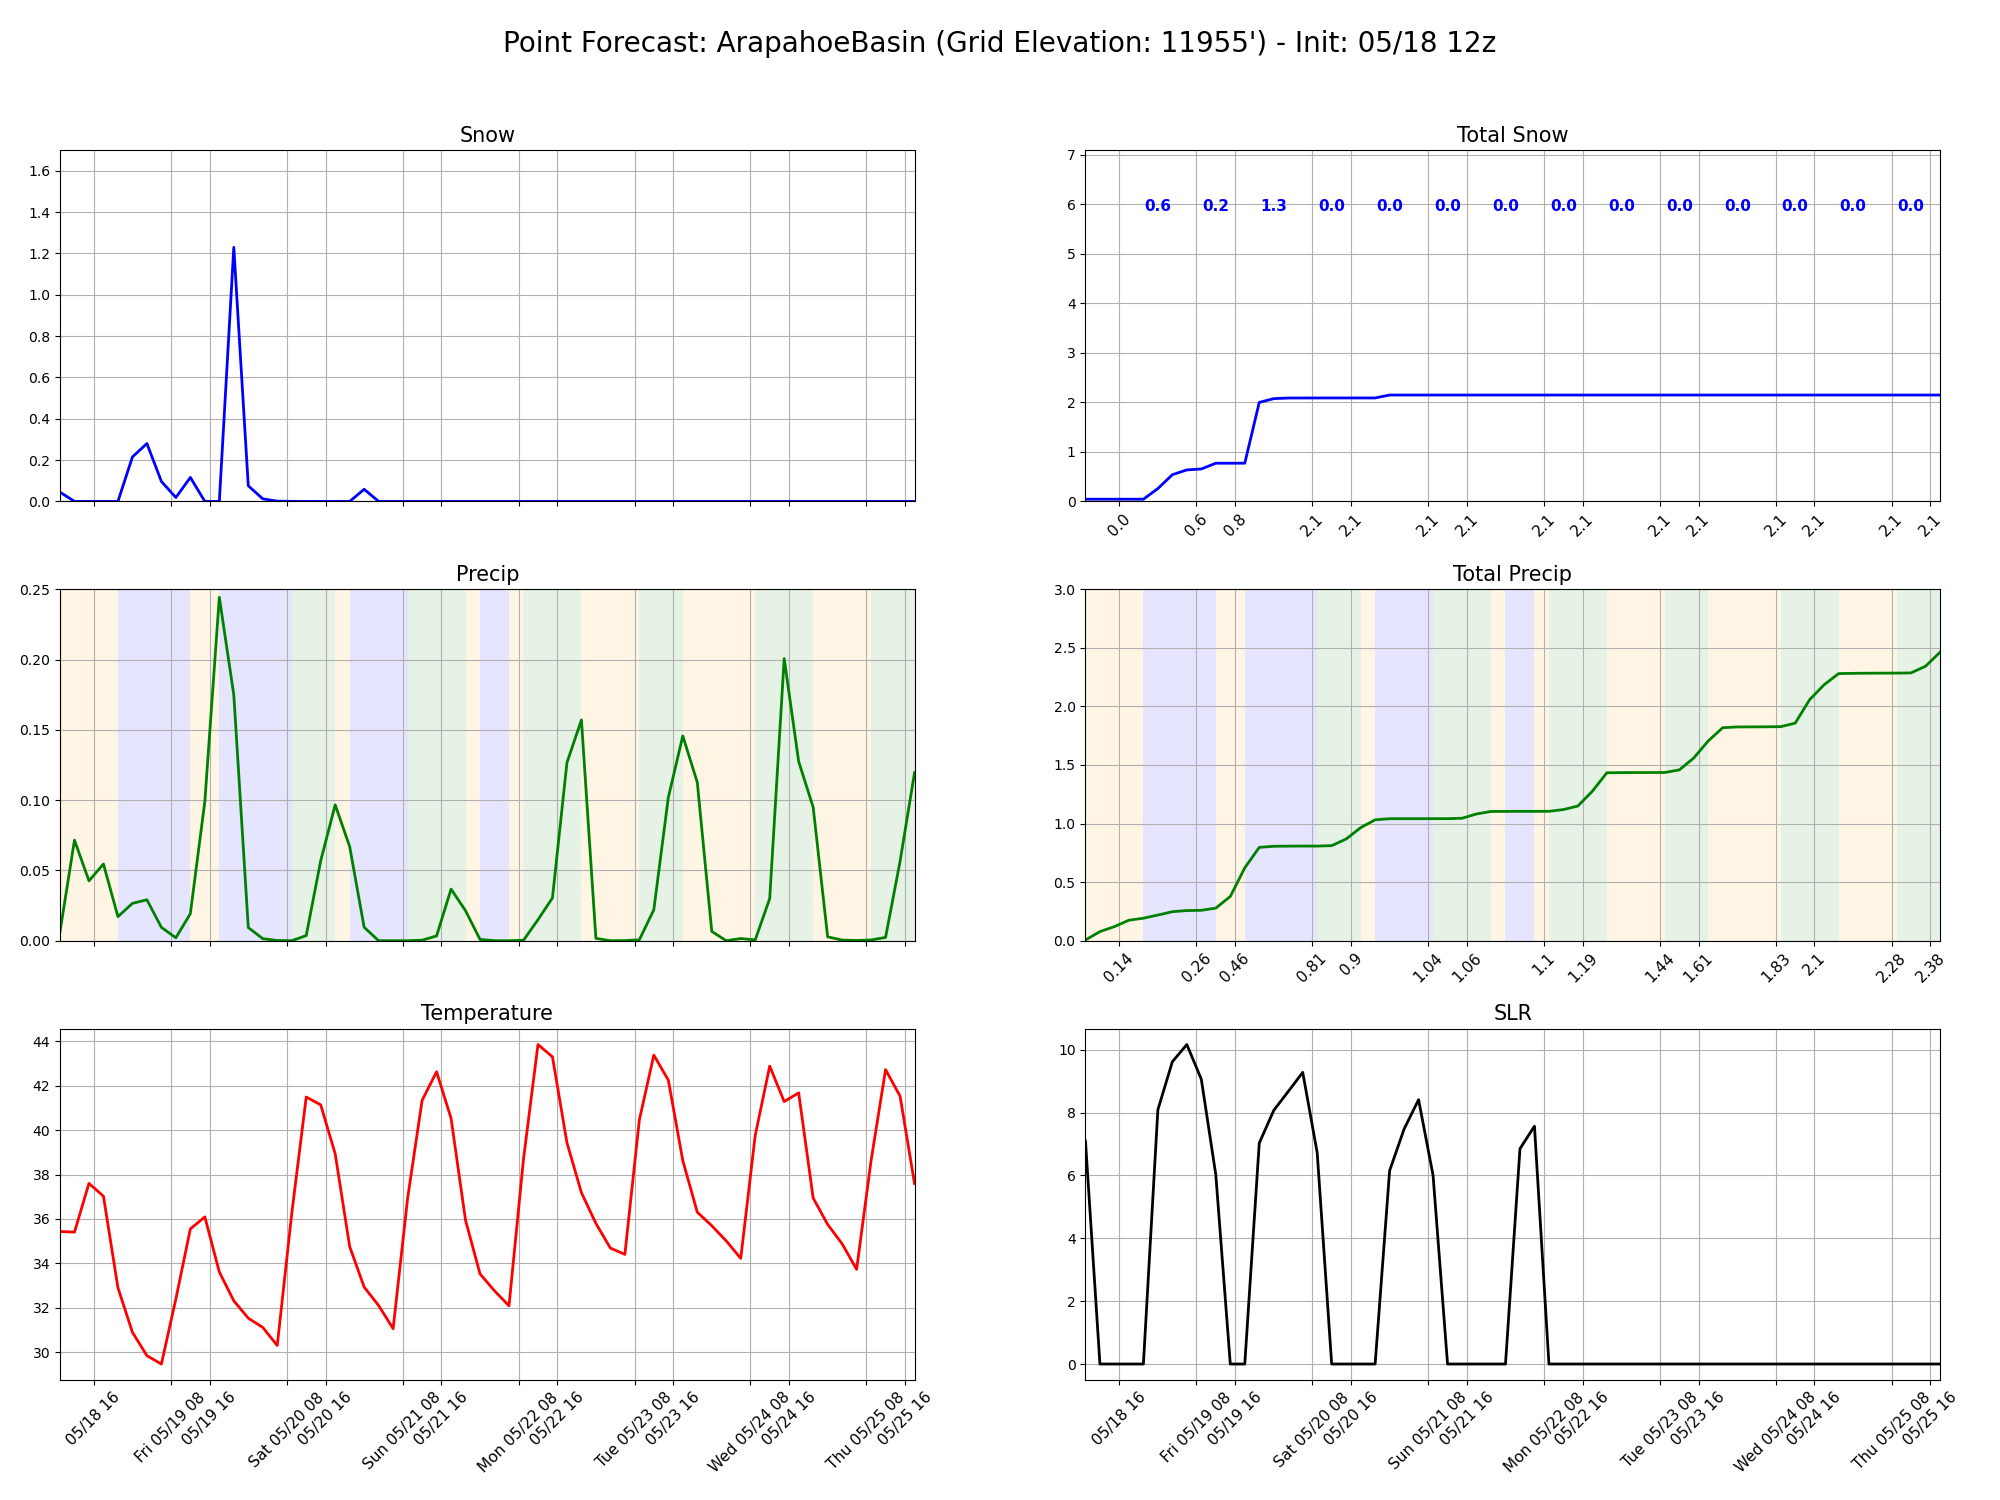 Point Forecast: ArapahoeBasin (Grid Elevation: 11955') - Init: 05/18 12z
Snow
1.6
1.4
1.2
1.0
0.8
0.6
0.4
0.2
0.0
Total Snow
7
6
5
4
3
2
1
0
0.6 0.2 1.3 0.0 0.0 0.0 0.0 0.0 0.0 0.0 0.0 0.0 0.0 0.0
0.0 0.6 0.8 2.1 2.1 2.1 2.1 2.1 2.1 2.1 2.1 2.1 2.1 2.1 2.1
Precip
0.25
0.20
0.15
0.10
0.05
0.00
Total Precip
3.0
2.5
2.0
1.5
1.0
0.5
0.0
0.14 0.26 0.46 0.81 0.9 1.04 1.06 1.1 1.19 1.44 1.61 1.83 2.1 2.28 2.38
Temperature
44
42
40
38
36
34
32
30
05/18 16
Fri 05/19 08
05/19 16
Sat 05/20 08
05/20 16
Sun 05/21 08
05/21 16
Mon 05/22 08
05/22 16
Tue 05/23 08
05/23 16
Wed 05/24 08
05/24 16
Thu 05/25 08
05/25 16
SLR
10
8
6
4
2
0
05/18 16
Fri 05/19 08
05/19 16
Sat 05/20 08
05/20 16
Sun 05/21 08
05/21 16
Mon 05/22 08
05/22 16
Tue 05/23 08
05/23 16
Wed 05/24 08
05/24 16
Thu 05/25 08
05/25 16